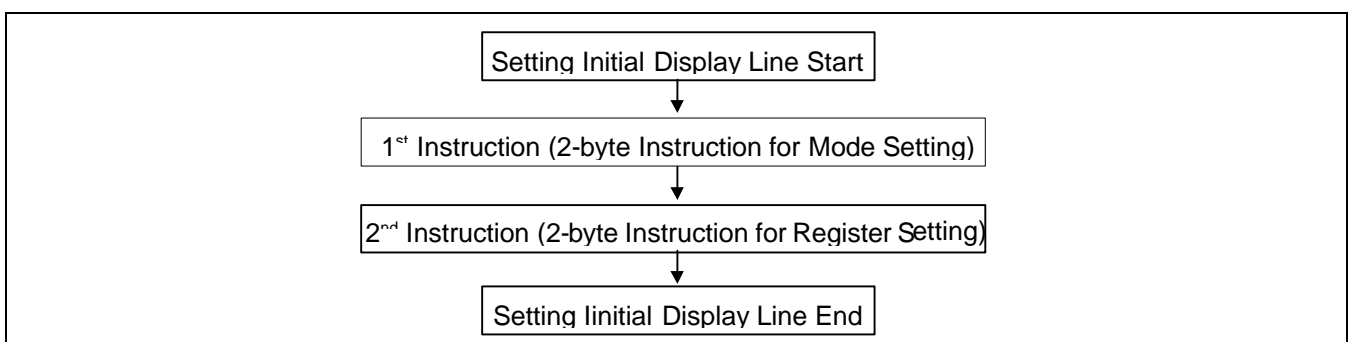 Setting Initial Display Line Start
1st Instruction (2-byte Instruction for Mode Setting)
2nd Instruction (2-byte Instruction for Register Setting)
Setting Iinitial Display Line End